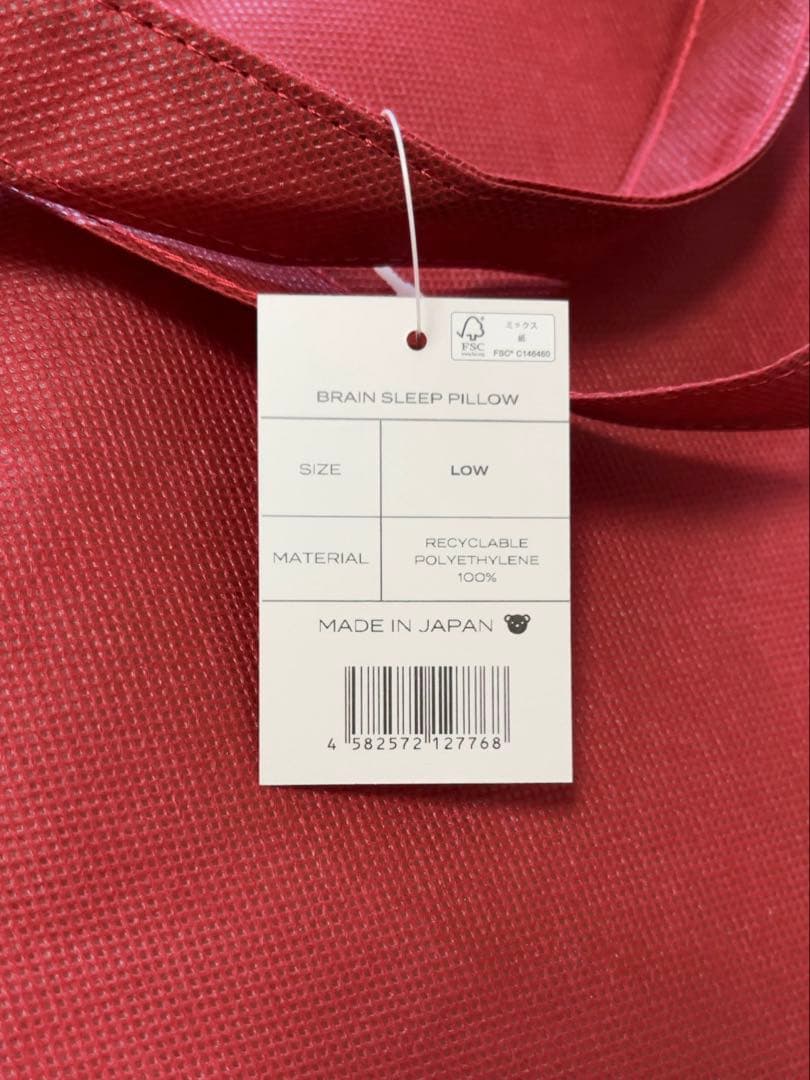 FSC
ミックス
紙
FSC® C146460
BRAIN SLEEP PILLOW
SIZE
LOW
MATERIAL
RECYCLABLE
POLYETHYLENE
100%
MADE IN JAPAN
4 582572 127768